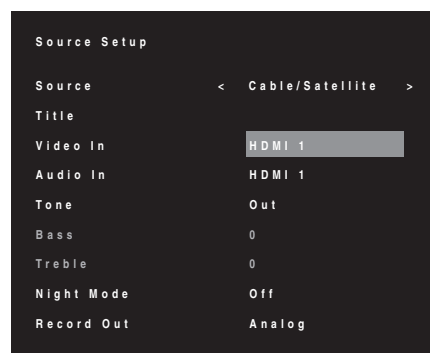 Source Setup
Source < Cable/Satellite >
Title
Video In HDMI 1
Audio In HDMI 1
Tone Out
Bass 0
Treble 0
Night Mode Off
Record Out Analog